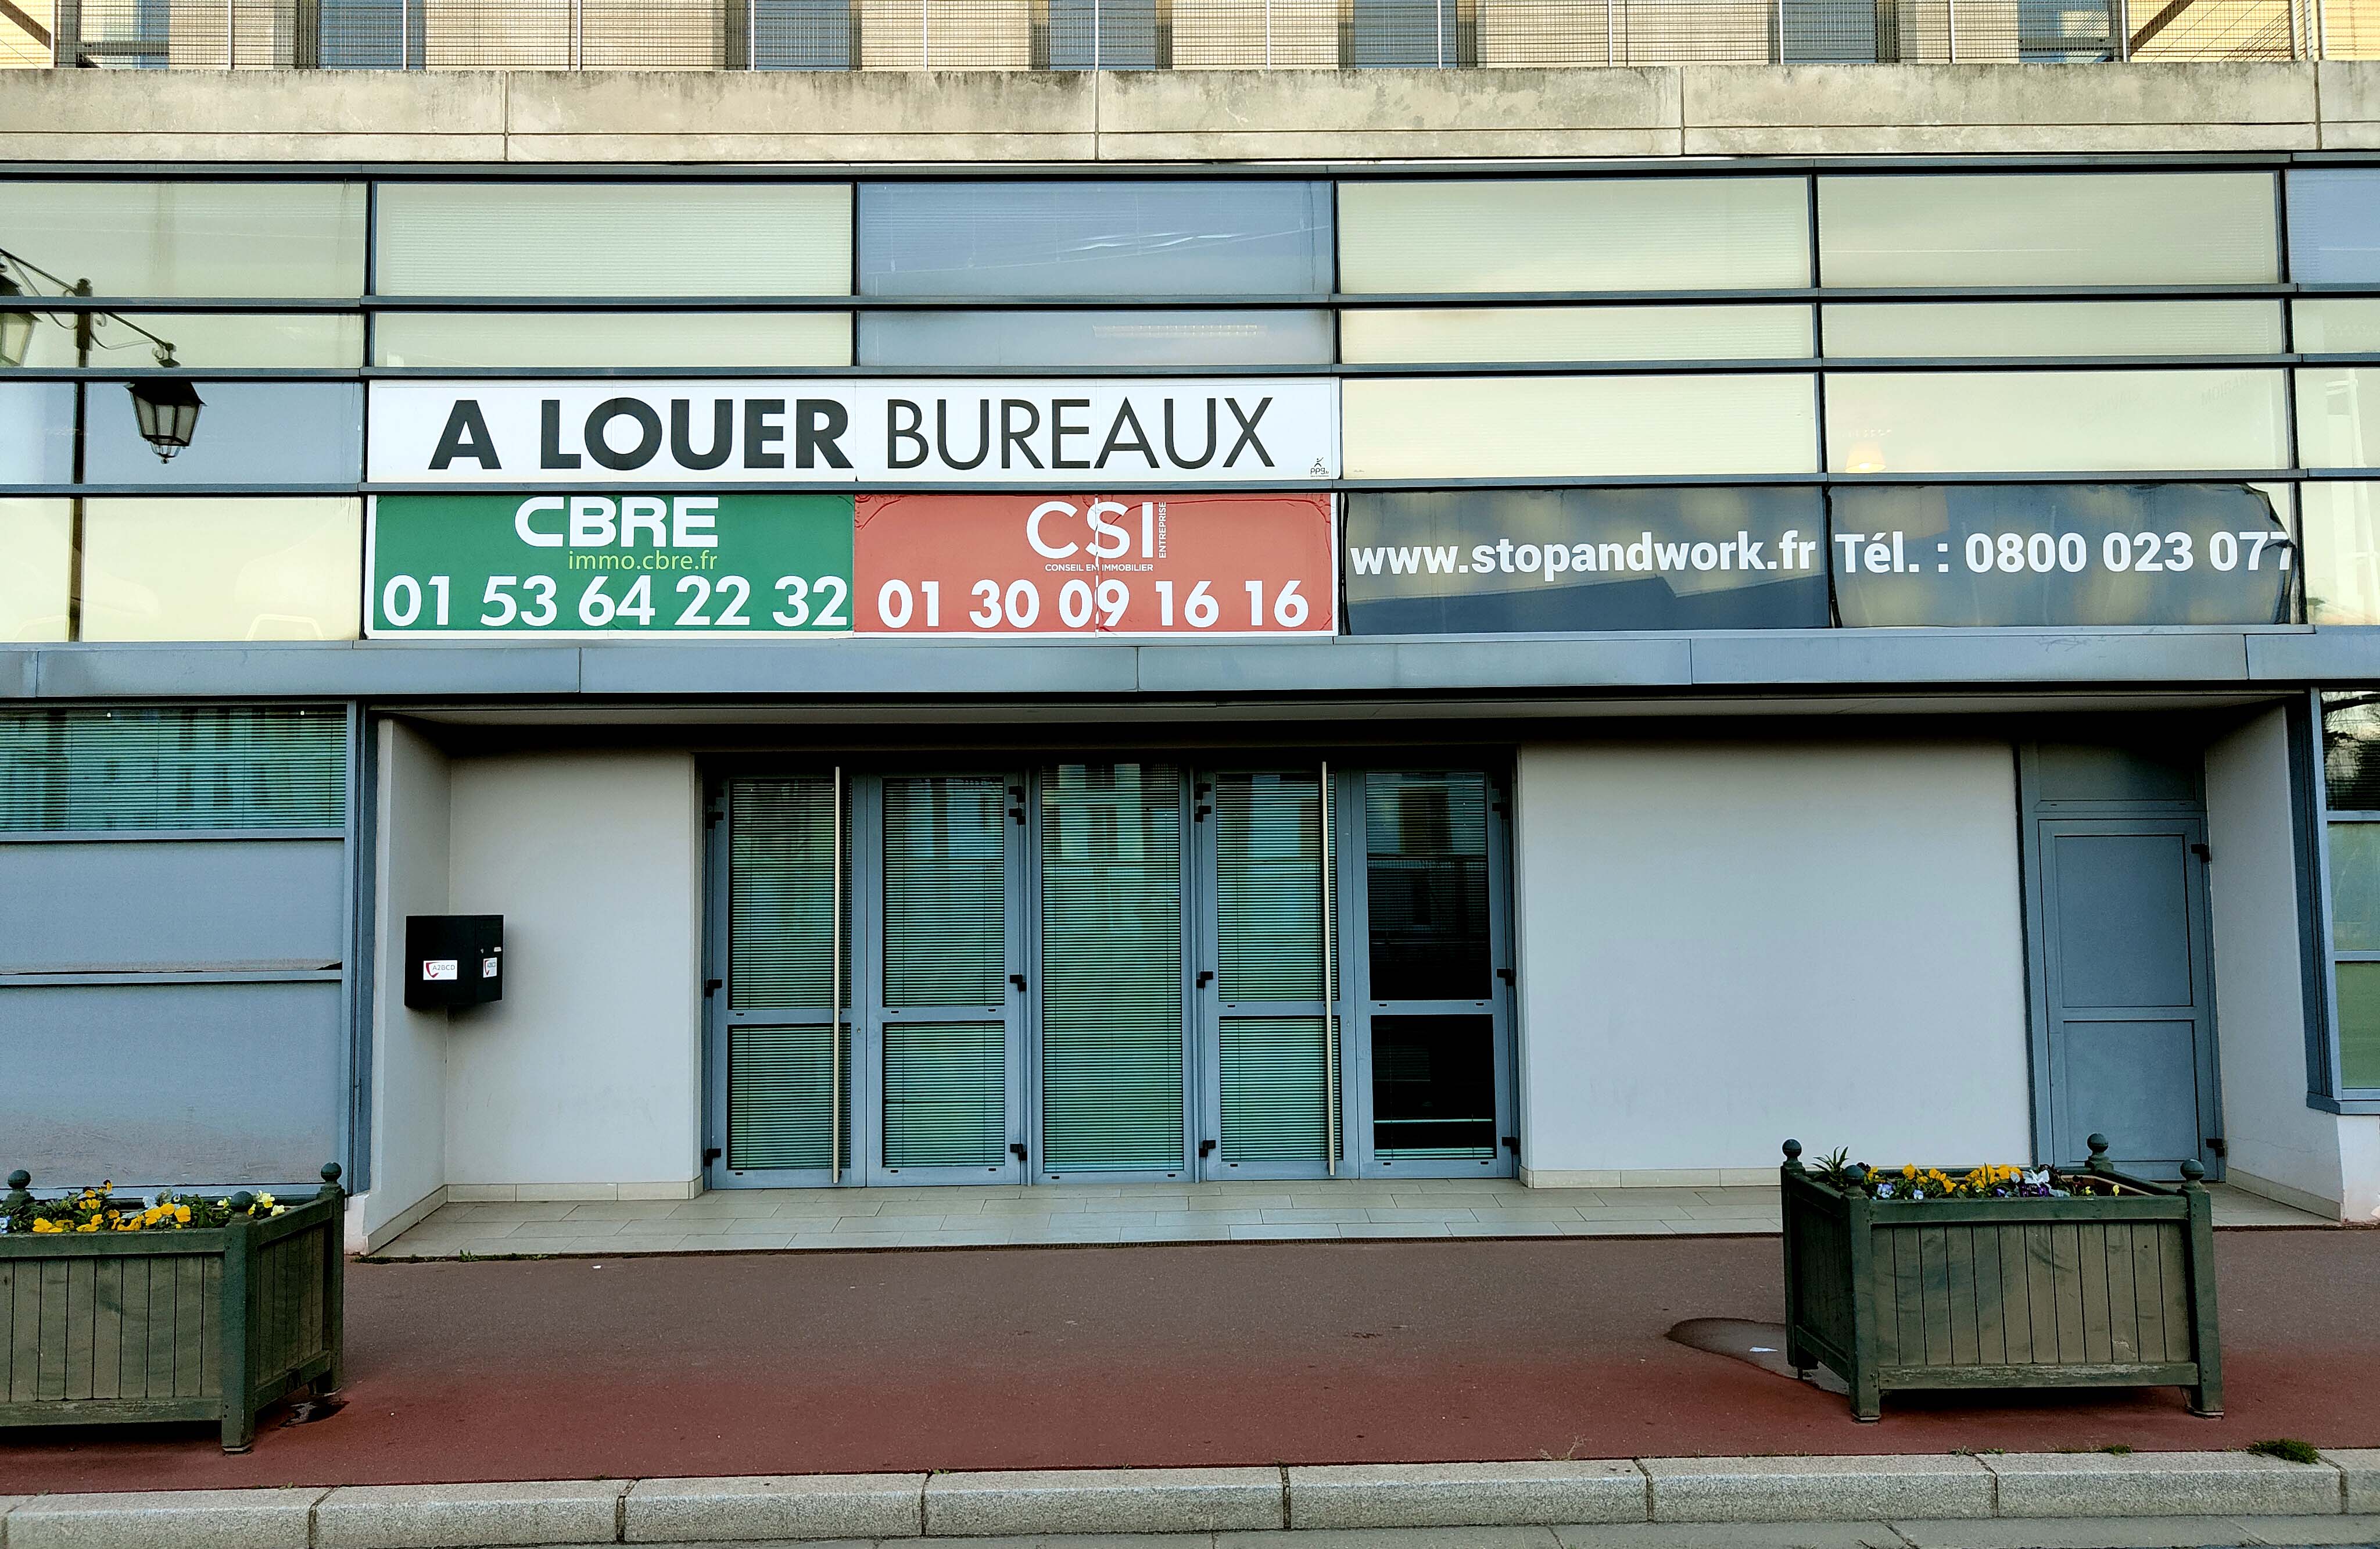 A LOUER BUREAUX
CBRE
immo.cbre.fr
01 53 64 22 32
CSI ENTREPRISE
CONSEIL EN IMMOBILIER
01 30 09 16 16
www.stopandwork.fr
Tél. : 0800 023 077
A2BCD